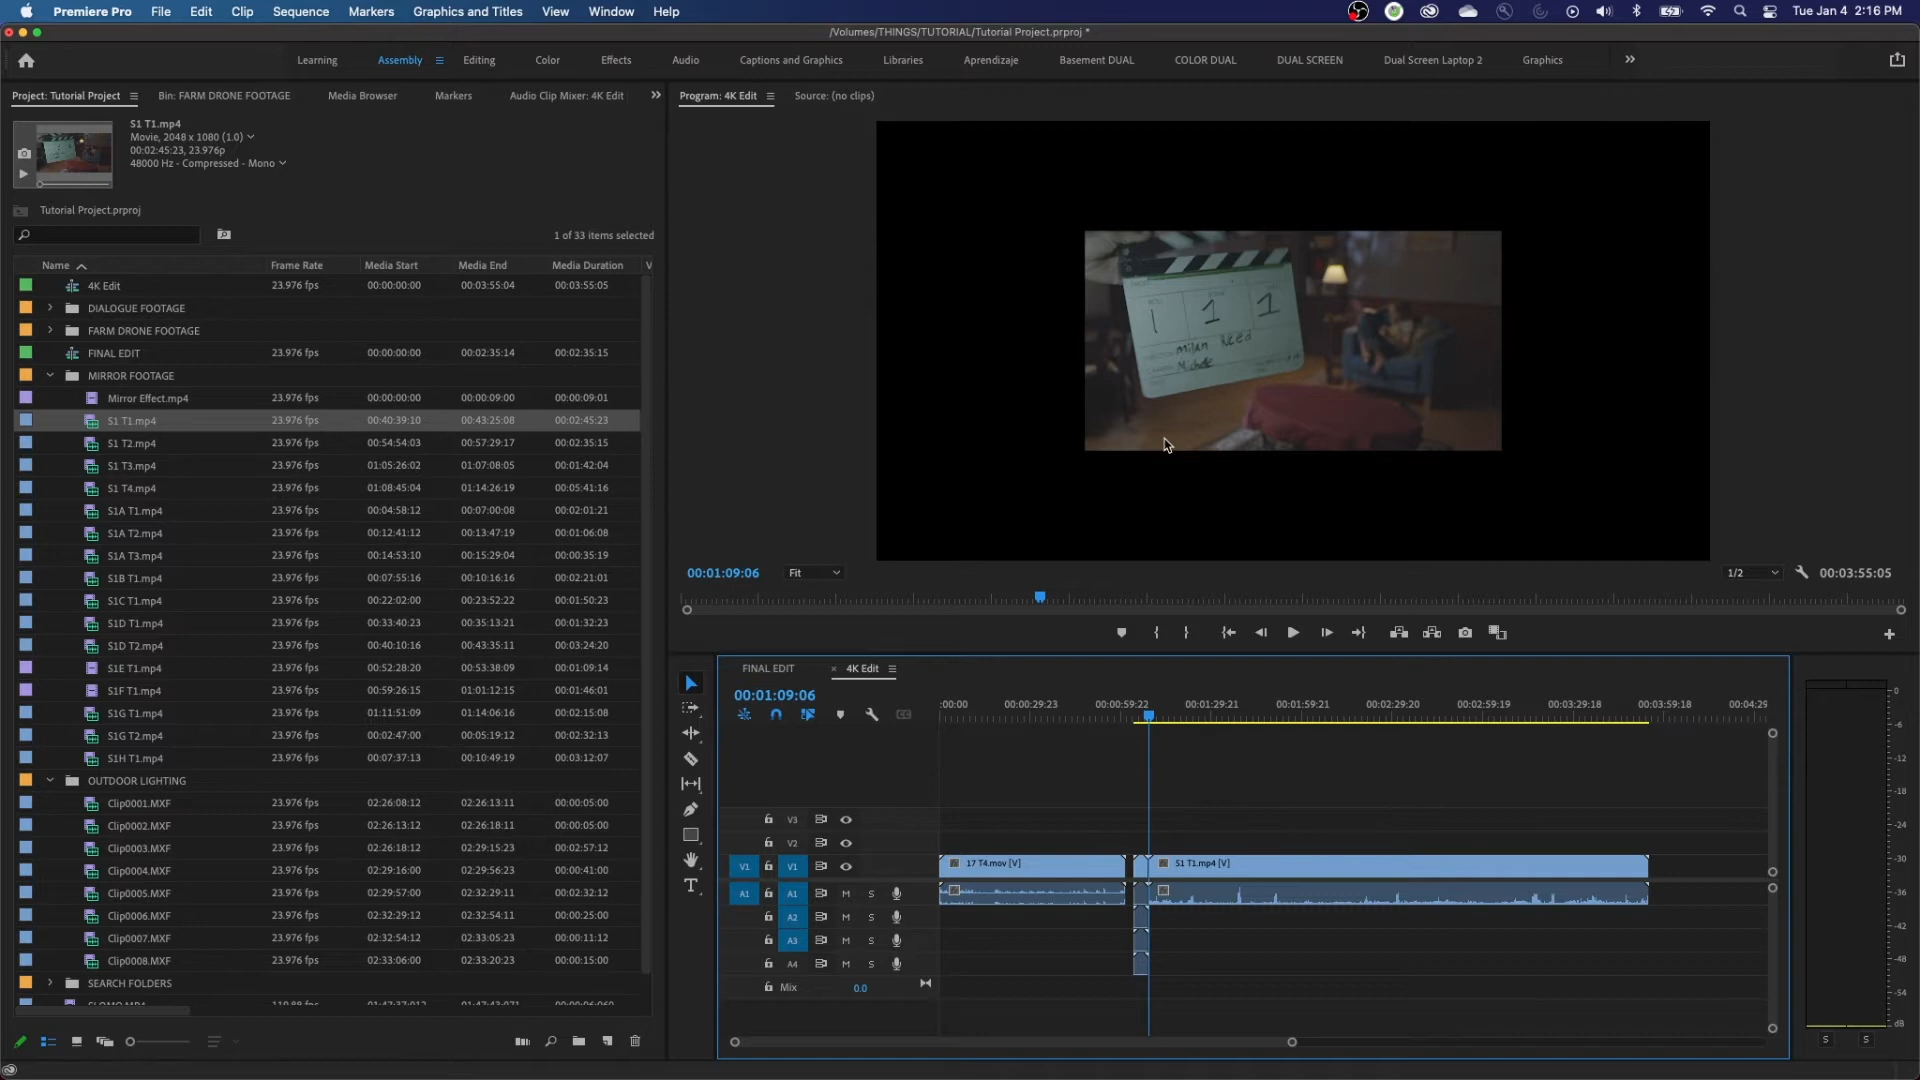 Premiere Pro File Edit Clip Sequence Markers Graphics and Titles View Window Help Tue Jan 4 2:16 PM
/Volumes/THINGS/TUTORIAL/Tutorial Project.prproj *
Learning Assembly Editing Color Effects Audio Captions and Graphics Libraries Aprendizaje Basement DUAL COLOR DUAL DUAL SCREEN Dual Screen Laptop 2 Graphics
Project: Tutorial Project Bin: FARM DRONE FOOTAGE Media Browser Markers Audio Clip Mixer: 4K Edit
Program: 4K Edit Source: (no clips)
S1 T1.mp4
Movie, 2048 x 1080 (1.0)
00:02:45:23, 23.976p
48000 Hz - Compressed - Mono
Tutorial Project.prproj
1 of 33 items selected
Name Frame Rate Media Start Media End Media Duration V
4K Edit 23.976 fps 00:00:00:00 00:03:55:04 00:03:55:05
DIALOGUE FOOTAGE
FARM DRONE FOOTAGE
FINAL EDIT 23.976 fps 00:00:00:00 00:02:35:14 00:02:35:15
MIRROR FOOTAGE
Mirror Effect.mp4 23.976 fps 00:00:00:00 00:00:09:00 00:00:09:01
S1 T1.mp4 23.976 fps 00:40:39:10 00:43:25:08 00:02:45:23
S1 T2.mp4 23.976 fps 00:54:54:03 00:57:29:17 00:02:35:15
S1 T3.mp4 23.976 fps 01:05:26:02 01:07:08:05 00:01:42:04
S1 T4.mp4 23.976 fps 01:08:45:04 01:14:26:19 00:05:41:16
S1A T1.mp4 23.976 fps 00:04:58:12 00:07:00:08 00:02:01:21
S1A T2.mp4 23.976 fps 00:12:41:12 00:13:47:19 00:01:06:08
S1A T3.mp4 23.976 fps 00:14:53:10 00:15:29:04 00:00:35:19
S1B T1.mp4 23.976 fps 00:07:55:16 00:10:16:16 00:02:21:01
S1C T1.mp4 23.976 fps 00:22:02:00 00:23:52:22 00:01:50:23
S1D T1.mp4 23.976 fps 00:33:40:23 00:35:13:21 00:01:32:23
S1D T2.mp4 23.976 fps 00:40:10:16 00:43:35:11 00:03:24:20
S1E T1.mp4 23.976 fps 00:52:28:20 00:53:38:09 00:01:09:14
S1F T1.mp4 23.976 fps 00:59:26:15 01:01:12:15 00:01:46:01
S1G T1.mp4 23.976 fps 01:11:51:09 01:14:06:16 00:02:15:08
S1G T2.mp4 23.976 fps 00:02:47:00 00:05:19:12 00:02:32:13
S1H T1.mp4 23.976 fps 00:07:37:13 00:10:49:19 00:03:12:07
OUTDOOR LIGHTING
Clip0001.MXF 23.976 fps 02:26:08:12 02:26:13:11 00:00:05:00
Clip0002.MXF 23.976 fps 02:26:13:12 02:26:18:11 00:00:05:00
Clip0003.MXF 23.976 fps 02:26:18:12 02:29:15:23 00:02:57:12
Clip0004.MXF 23.976 fps 02:29:16:00 02:29:56:23 00:00:41:00
Clip0005.MXF 23.976 fps 02:29:57:00 02:32:29:11 00:02:32:12
Clip0006.MXF 23.976 fps 02:32:29:12 02:32:54:11 00:00:25:00
Clip0007.MXF 23.976 fps 02:32:54:12 02:33:05:23 00:00:11:12
Clip0008.MXF 23.976 fps 02:33:06:00 02:33:20:23 00:00:15:00
SEARCH FOLDERS
1 1 1
Milan Reed
00:01:09:06 Fit 1/2 00:03:55:05
FINAL EDIT × 4K Edit
00:01:09:06
:00:00 00:00:29:23 00:00:59:22 00:01:29:21 00:01:59:21 00:02:29:20 00:02:59:19 00:03:29:18 00:03:59:18 00:04:29
V3
V2
V1 V1 17 T4.mov [V] S1 T1.mp4 [V]
A1 A1 M S
A2 M S
A3 M S
A4 M S
Mix 0.0
0
-6
-12
-18
-24
-30
-36
-42
-48
-54
dB
S S